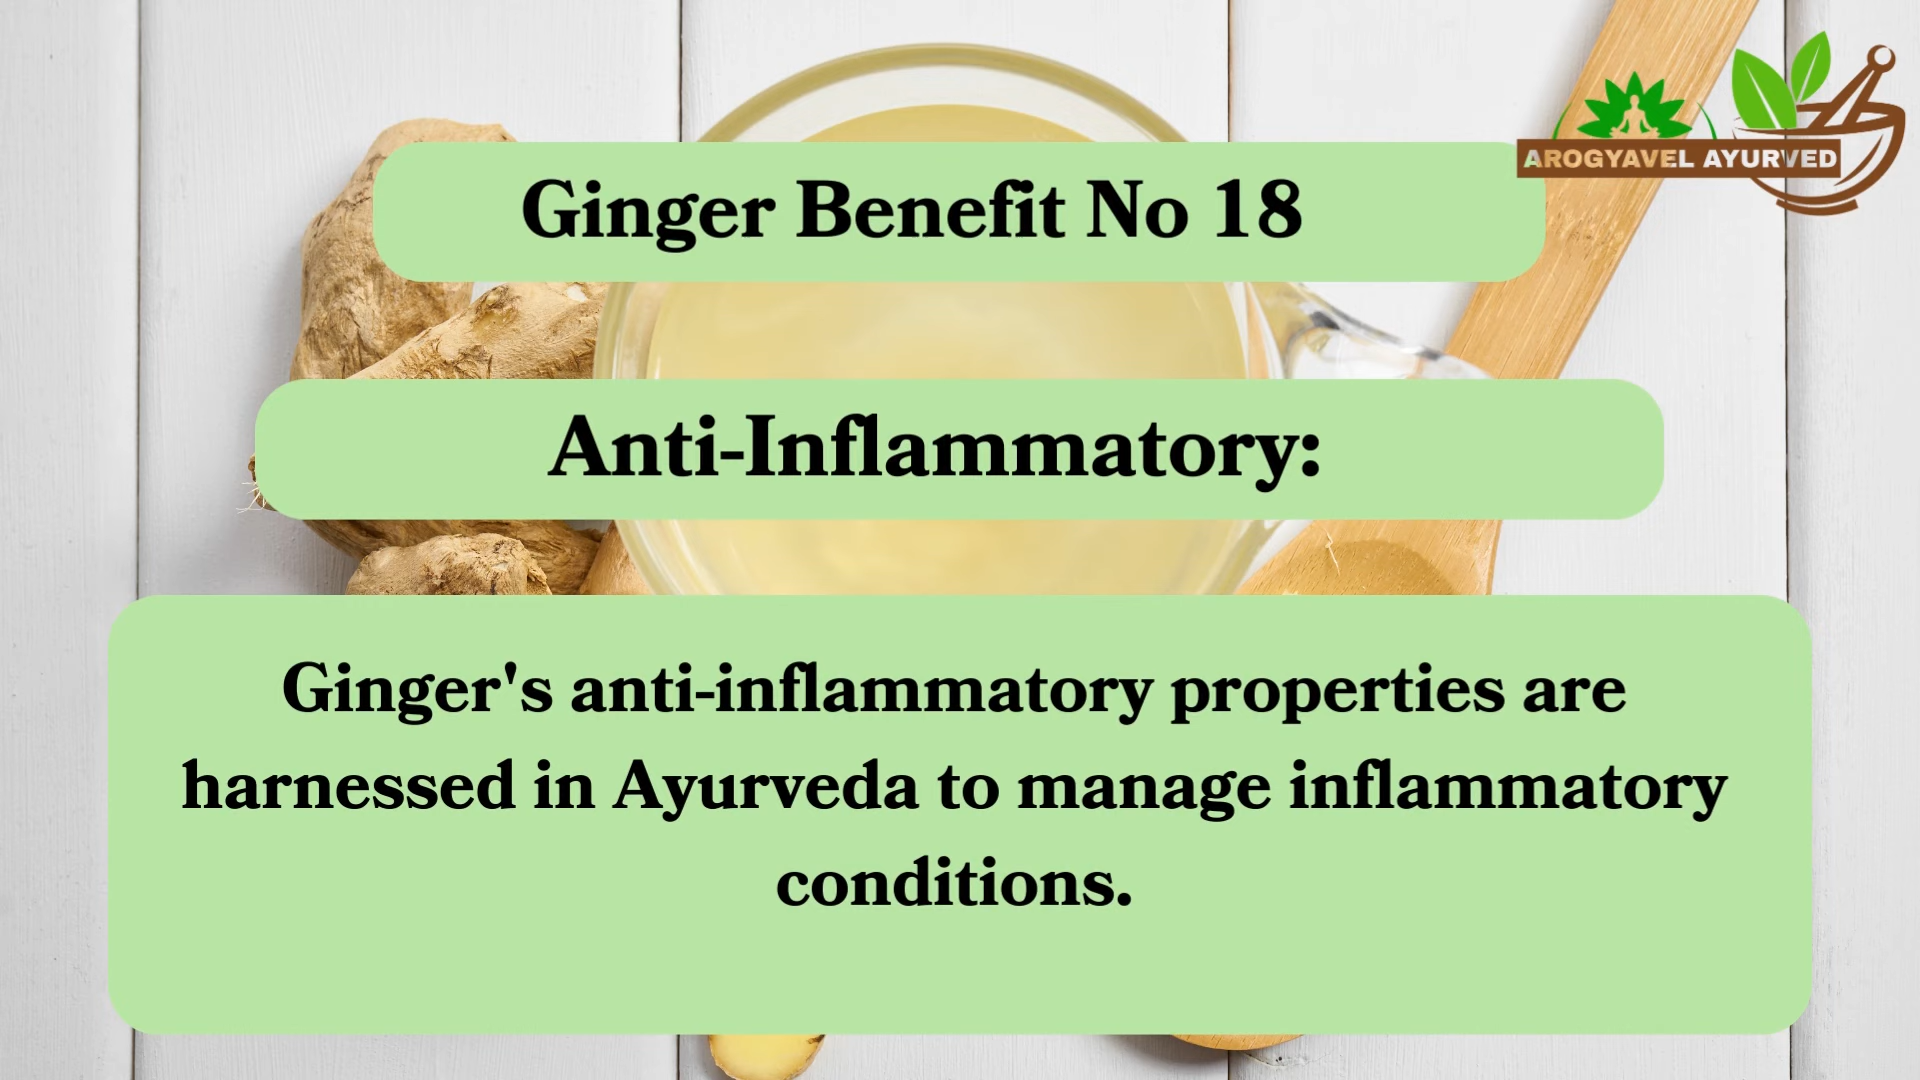 AROGYAVEL AYURVED
Ginger Benefit No 18
Anti-Inflammatory:
Ginger's anti-inflammatory properties are
harnessed in Ayurveda to manage inflammatory
conditions.